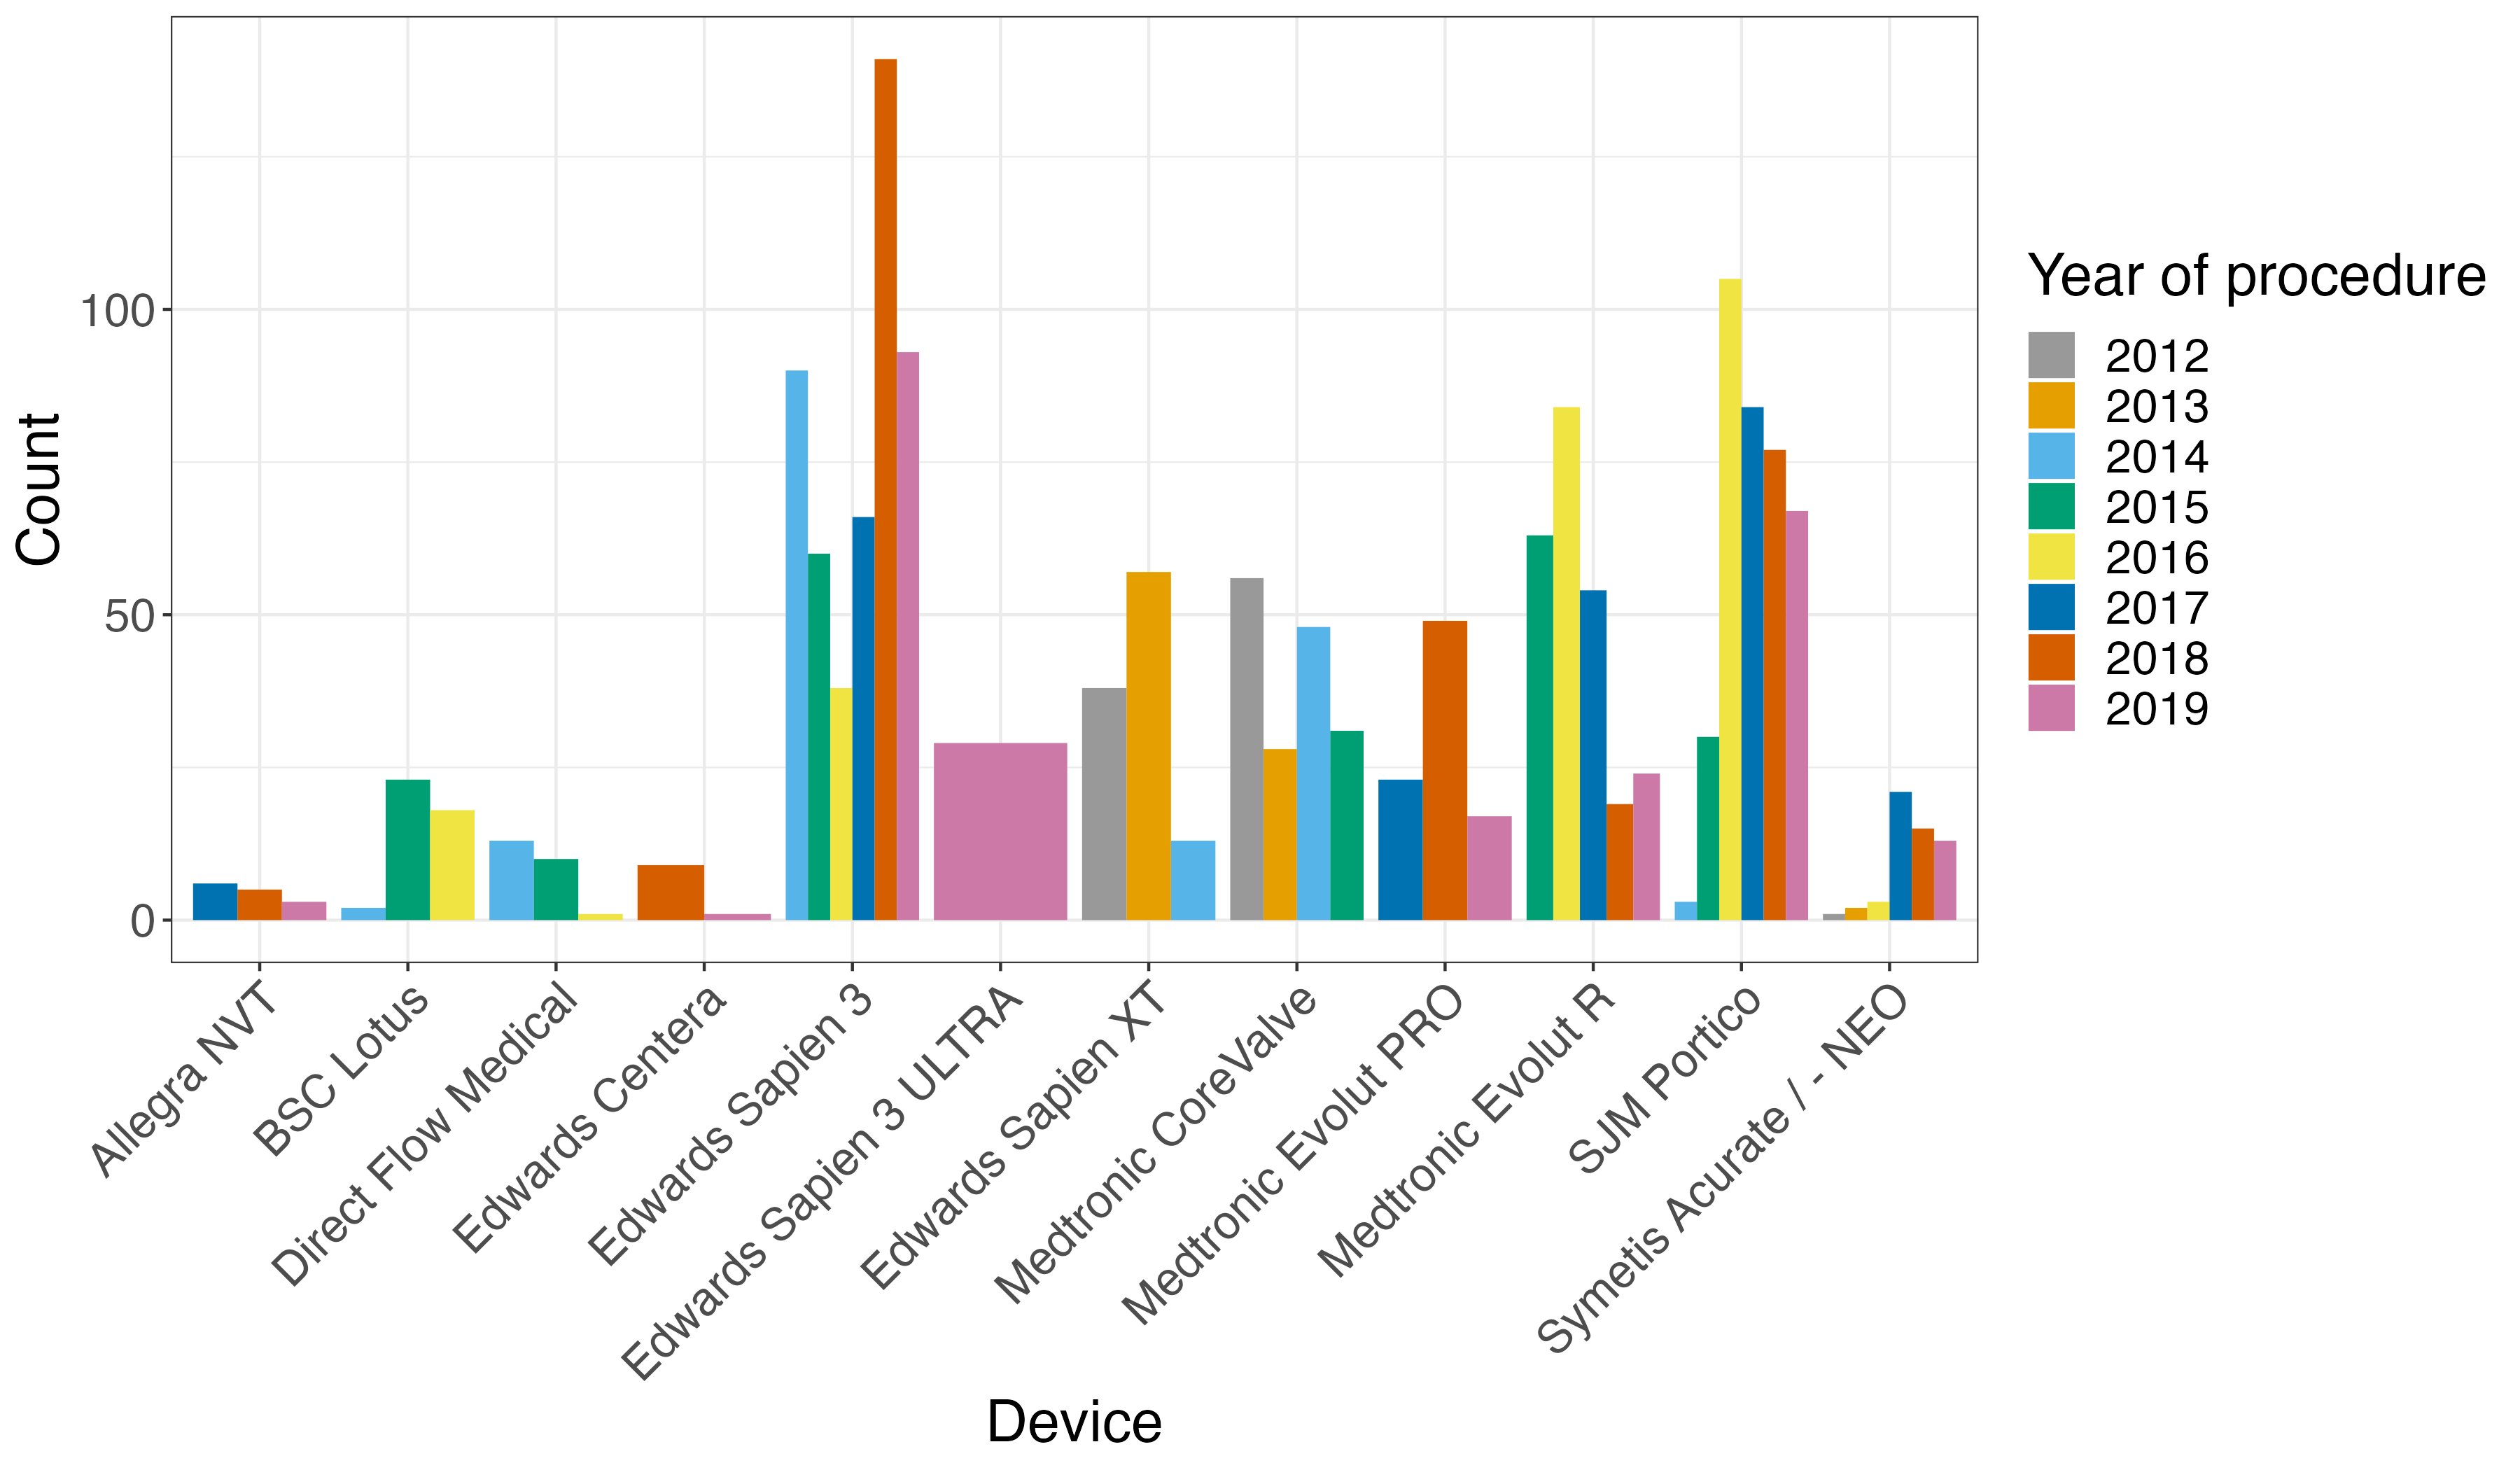 Count
100
50
0
Allegra NVT
BSC Lotus
Direct Flow Medical
Edwards Centera
Edwards Sapien 3
Edwards Sapien 3 ULTRA
Edwards Sapien XT
Medtronic CoreValve
Medtronic Evolut PRO
Medtronic Evolut R
SJM Portico
Symetis Acurate / - NEO
Device
Year of procedure
2012
2013
2014
2015
2016
2017
2018
2019